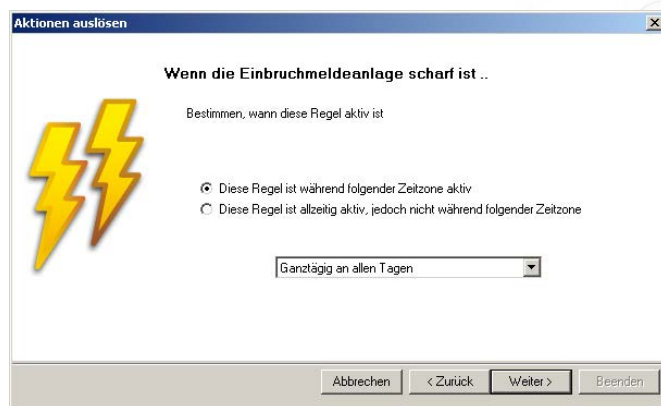 Aktionen auslösen
Wenn die Einbruchmeldeanlage scharf ist ..
Bestimmen, wann diese Regel aktiv ist
Diese Regel ist während folgender Zeitzone aktiv
Diese Regel ist allzeitig aktiv, jedoch nicht während folgender Zeitzone
Ganztägig an allen Tagen
Abbrechen < Zurück Weiter > Beenden